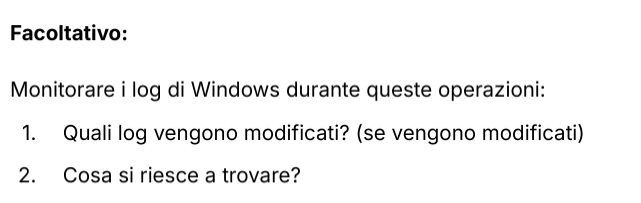 Facoltativo:
Monitorare i log di Windows durante queste operazioni:
1. Quali log vengono modificati? (se vengono modificati)
2. Cosa si riesce a trovare?